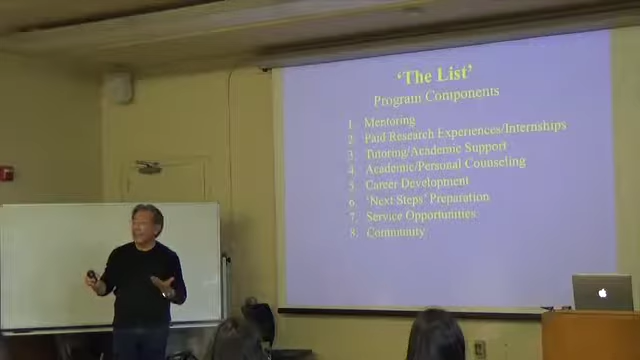 'The List'
Program Components
1 Mentoring
2 Paid Research Experiences/Internships
3 Tutoring/Academic Support
4 Academic/Personal Counseling
5. Career Development
6. 'Next Steps' Preparation
7. Service Opportunities
8. Community